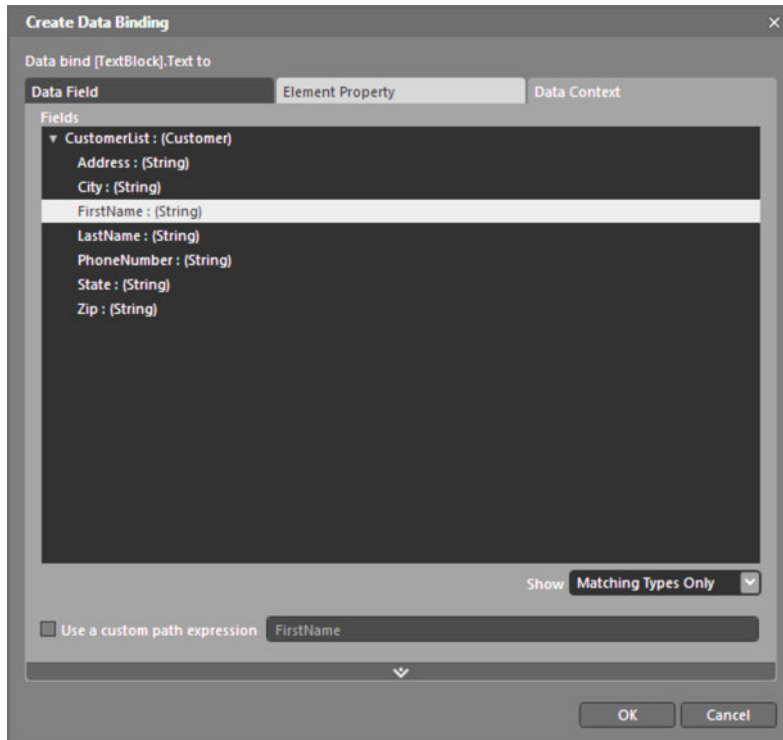 Create Data Binding
Data bind [TextBlock].Text to
Data Field Element Property Data Context
Fields
CustomerList : (Customer)
Address : (String)
City : (String)
FirstName : (String)
LastName : (String)
PhoneNumber : (String)
State : (String)
Zip : (String)
Show Matching Types Only
Use a custom path expression FirstName
OK Cancel